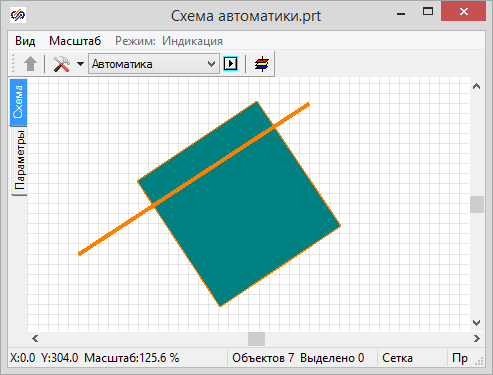 Схема автоматики.prt
Вид Масштаб Режим: Индикация
Автоматика
Схема
Параметры
X:0.0 Y:304.0 Масштаб:125.6 % Объектов 7 Выделено 0 Сетка Пр